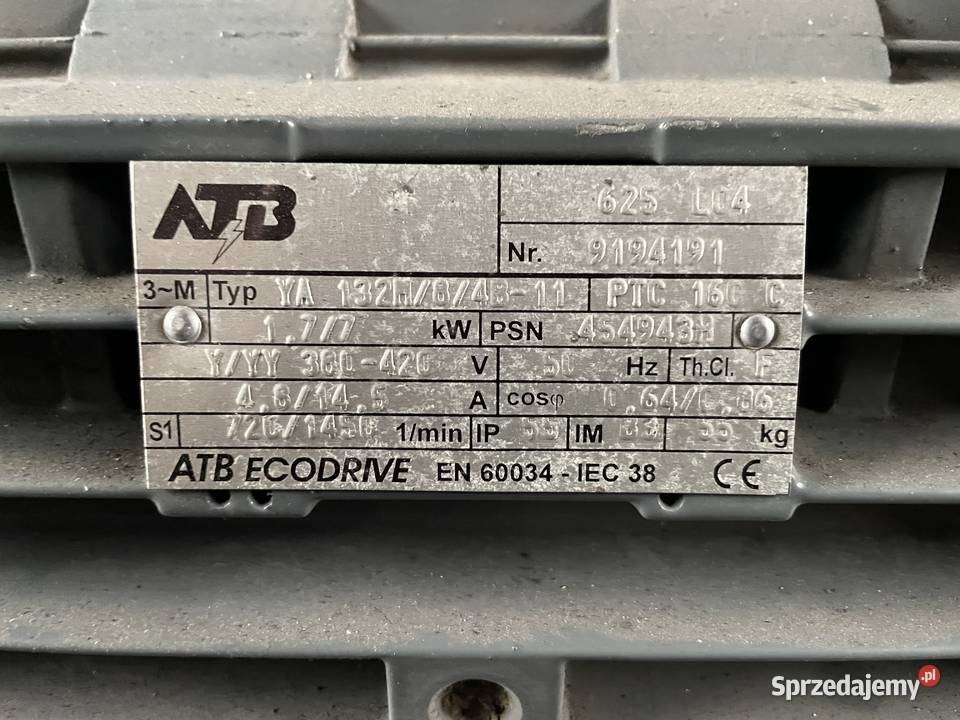 ATB
625 LC4
Nr. 9194191
3~M Typ YA 132M/8/4B-11 PTC 160 C
1.7/7 kW PSN 454943H
Y/YY 380-420 V 50 Hz Th.Cl. F
4,8/14,5 A cosφ 0,64/0,86
S1 720/1450 1/min IP 55 IM 55 kg
ATB ECODRIVE EN 60034 - IEC 38 CE
Sprzedajemy.pl